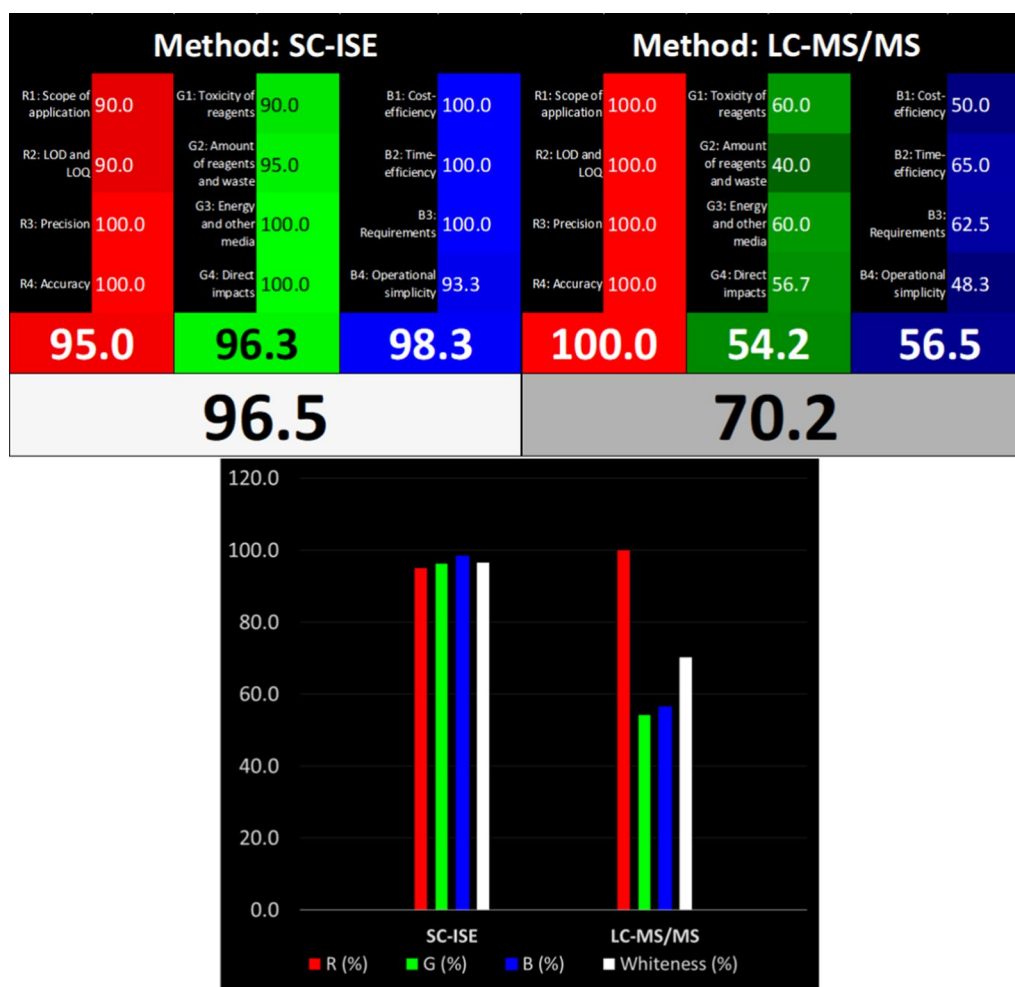 Method: SC-ISE
R1: Scope of
application
90.0
G1: Toxicity of
reagents
90.0
B1: Cost-
efficiency
100.0
R2: LOD and
LOQ
90.0
G2: Amount
of reagents
and waste
95.0
B2: Time-
efficiency
100.0
R3: Precision
100.0
G3: Energy
and other
media
100.0
B3:
Requirements
100.0
R4: Accuracy
100.0
G4: Direct
impacts
100.0
B4: Operational
simplicity
93.3
95.0
96.3
98.3
96.5
Method: LC-MS/MS
R1: Scope of
application
100.0
G1: Toxicity of
reagents
60.0
B1: Cost-
efficiency
50.0
R2: LOD and
LOQ
100.0
G2: Amount
of reagents
and waste
40.0
B2: Time-
efficiency
65.0
R3: Precision
100.0
G3: Energy
and other
media
60.0
B3:
Requirements
62.5
R4: Accuracy
100.0
G4: Direct
impacts
56.7
B4: Operational
simplicity
48.3
100.0
54.2
56.5
70.2
120.0
100.0
80.0
60.0
40.0
20.0
0.0
SC-ISE
LC-MS/MS
R (%)
G (%)
B (%)
Whiteness (%)